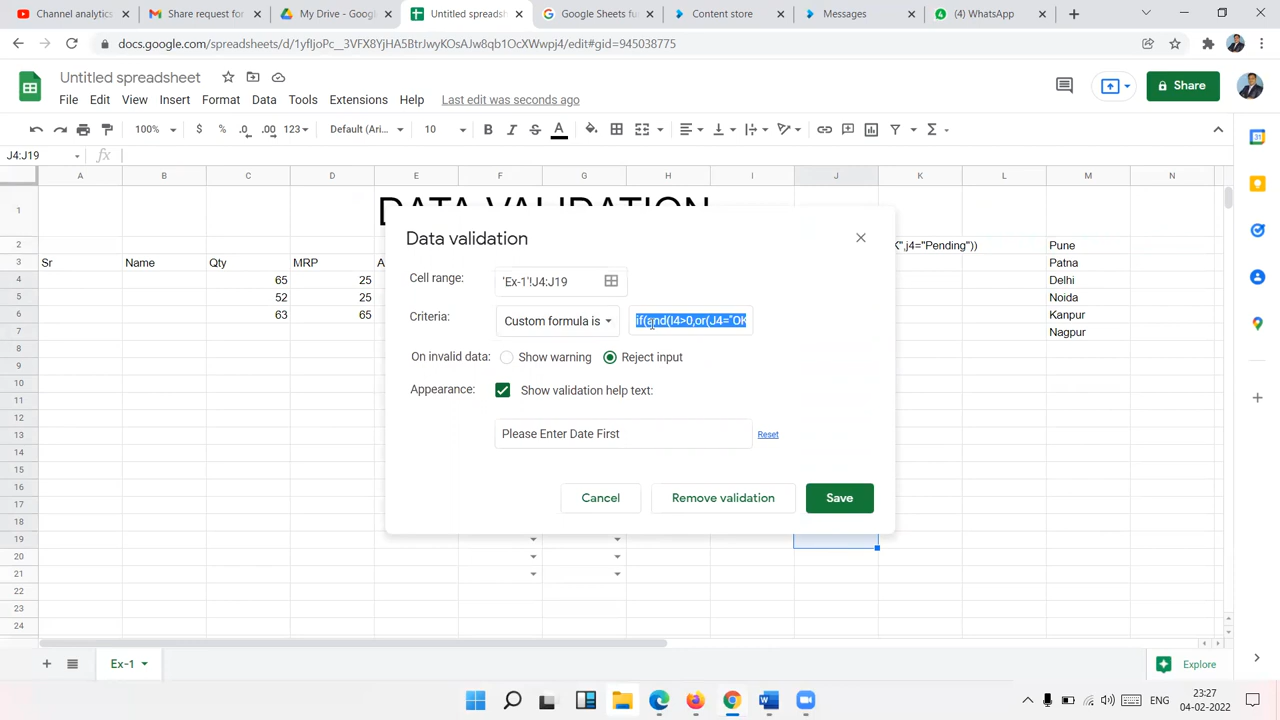 Channel analytics
Share request for
My Drive - Google
Untitled spreadsh
Google Sheets fu
Content store
Messages
(4) WhatsApp
docs.google.com/spreadsheets/d/1yfIJoPc__3VFX8YjHA5BtrJwyKOsAJw8qb1OcXWwpj4/edit#gid=945038775
Untitled spreadsheet
File Edit View Insert Format Data Tools Extensions Help Last edit was seconds ago
Share
100% $ % .0 .00 123 Default (Ari... 10 B I S A
J4:J19 fx
A B C D E F G H I J K L M N
1 DATA VALIDATION
2 K",j4="Pending")) Pune
3 Sr Name Qty MRP A Patna
4 65 25 Delhi
5 52 25 Noida
6 63 65 Kanpur
7 Nagpur
8
9
10
11
12
13
14
15
16
17
18
19
20
21
22
23
24
Data validation
Cell range: 'Ex-1'!J4:J19
Criteria: Custom formula is if(and(I4>0,or(J4="OK
On invalid data: Show warning Reject input
Appearance: Show validation help text:
Please Enter Date First Reset
Cancel Remove validation Save
Ex-1
Explore
ENG
23:27
04-02-2022